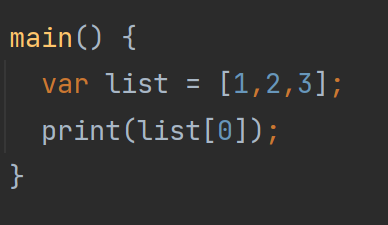 main() {
  var list = [1,2,3];
  print(list[0]);
}